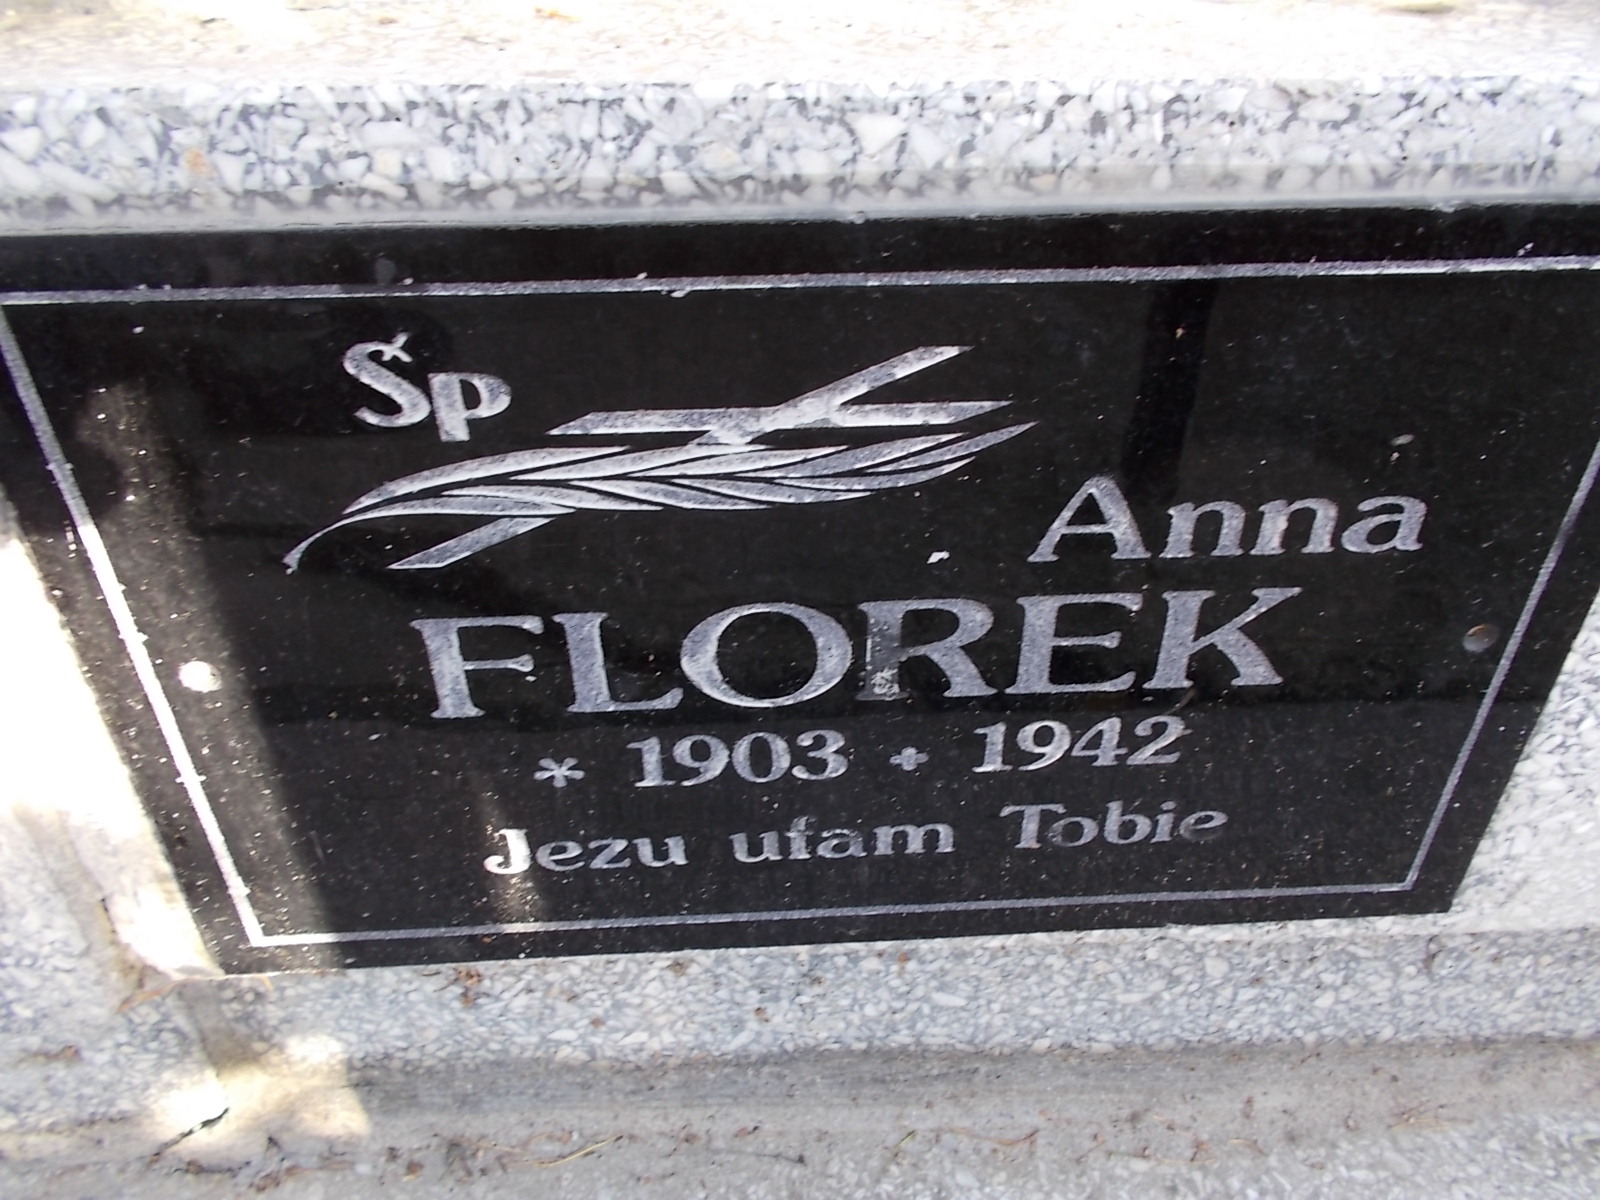 Śp
Anna
FLOREK
* 1903 + 1942
Jezu ufam Tobie